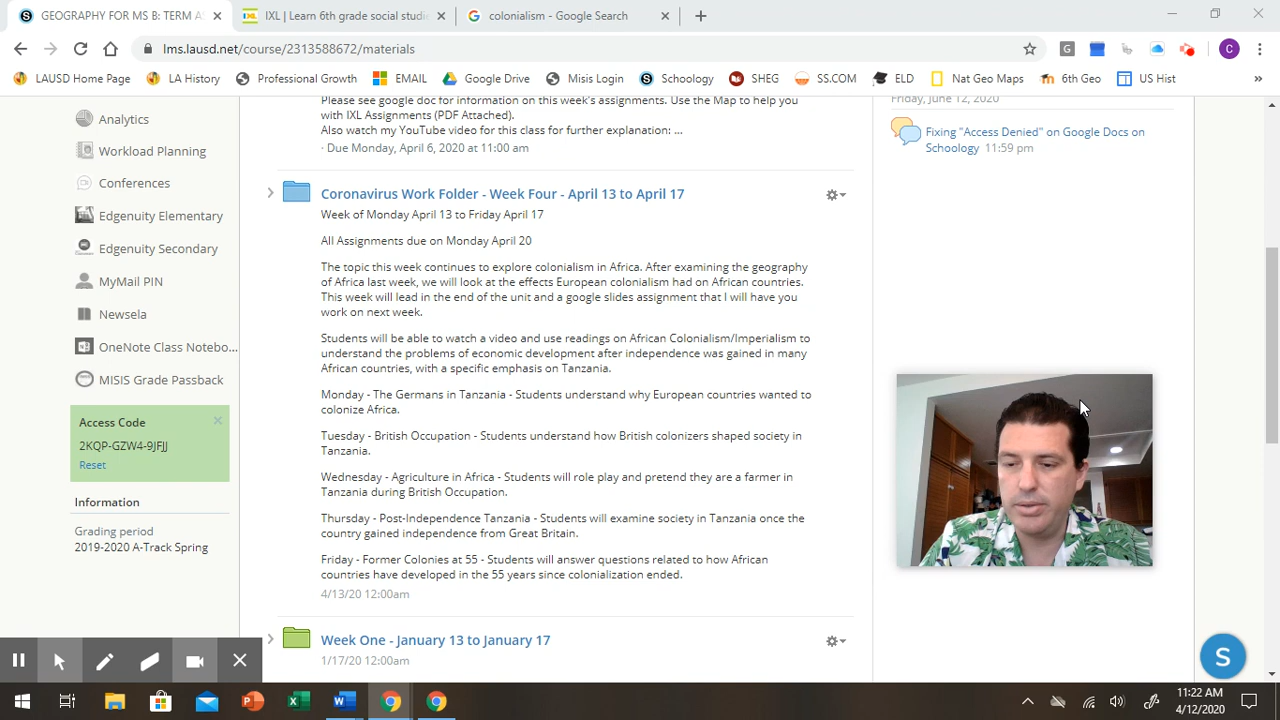 GEOGRAPHY FOR MS B: TERM AS
IXL | Learn 6th grade social studie
colonialism - Google Search
lms.lausd.net/course/2313588672/materials
C
LAUSD Home Page
LA History
Professional Growth
EMAIL
Google Drive
Misis Login
Schoology
SHEG
SS.COM
ELD
Nat Geo Maps
6th Geo
US Hist
»
Analytics
Workload Planning
Conferences
Edgenuity Elementary
Edgenuity Secondary
MyMail PIN
Newsela
OneNote Class Notebo...
MISIS Grade Passback
Access Code
2KQP-GZW4-9JFJJ
Reset
Information
Grading period
2019-2020 A-Track Spring
Please see google doc for information on this week's assignments. Use the Map to help you
with IXL Assignments (PDF Attached).
Also watch my YouTube video for this class for further explanation: ...
· Due Monday, April 6, 2020 at 11:00 am
Coronavirus Work Folder - Week Four - April 13 to April 17
Week of Monday April 13 to Friday April 17
All Assignments due on Monday April 20
The topic this week continues to explore colonialism in Africa. After examining the geography
of Africa last week, we will look at the effects European colonialism had on African countries.
This week will lead in the end of the unit and a google slides assignment that I will have you
work on next week.
Students will be able to watch a video and use readings on African Colonialism/Imperialism to
understand the problems of economic development after independence was gained in many
African countries, with a specific emphasis on Tanzania.
Monday - The Germans in Tanzania - Students understand why European countries wanted to
colonize Africa.
Tuesday - British Occupation - Students understand how British colonizers shaped society in
Tanzania.
Wednesday - Agriculture in Africa - Students will role play and pretend they are a farmer in
Tanzania during British Occupation.
Thursday - Post-Independence Tanzania - Students will examine society in Tanzania once the
country gained independence from Great Britain.
Friday - Former Colonies at 55 - Students will answer questions related to how African
countries have developed in the 55 years since colonialization ended.
4/13/20 12:00am
Week One - January 13 to January 17
1/17/20 12:00am
Friday, June 12, 2020
Fixing "Access Denied" on Google Docs on
Schoology 11:59 pm
S
11:22 AM
4/12/2020